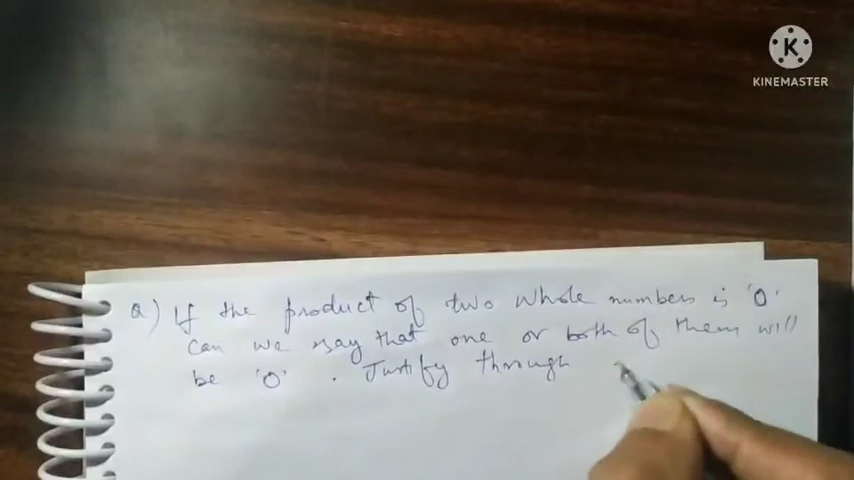 K
KINEMASTER
Q) If the product of two whole numbers is '0'
can we say that one or both of them will
be '0' . Justify through